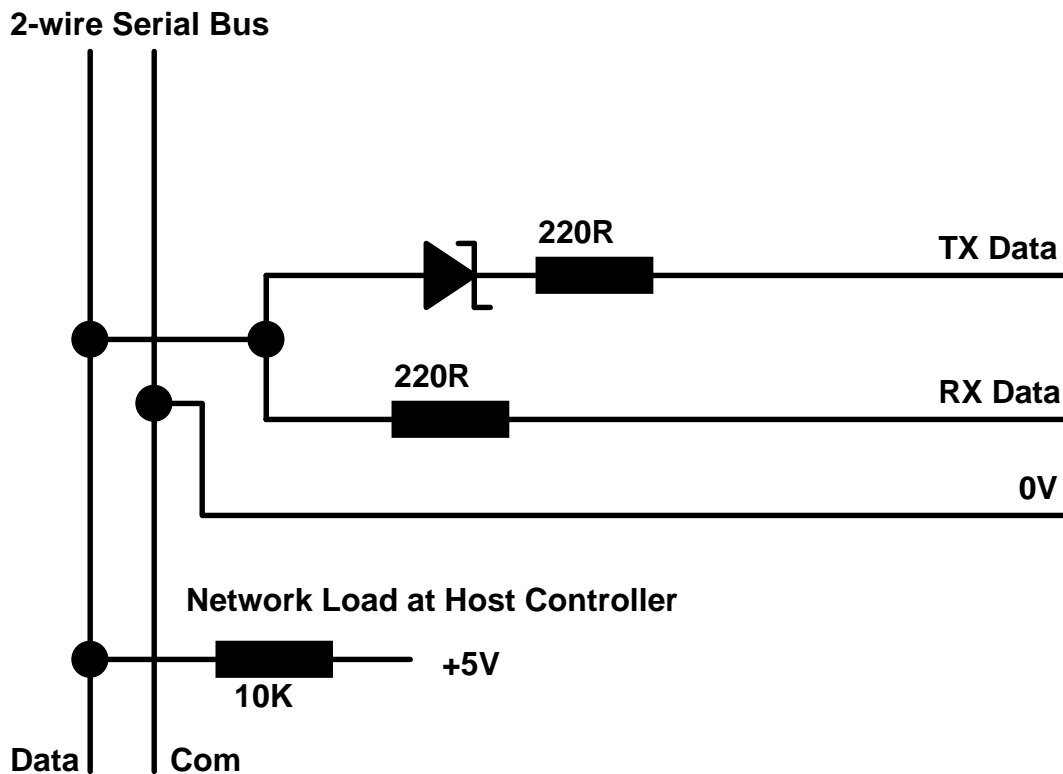 2-wire Serial Bus
220R
TX Data
220R
RX Data
0V
Network Load at Host Controller
+5V
10K
Data
Com